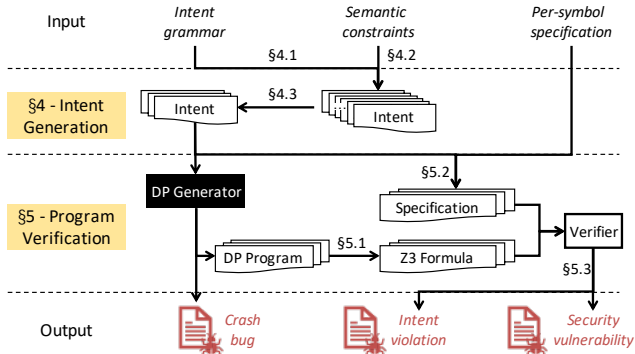 Input
Intent
grammar
Semantic
constraints
Per-symbol
specification
§4.1
§4.2
§4 - Intent
Generation
Intent
§4.3
...
Intent
DP Generator
§5.2
§5 - Program
Verification
Specification
DP Program
§5.1
Z3 Formula
Verifier
§5.3
Output
Crash
bug
Intent
violation
Security
vulnerability